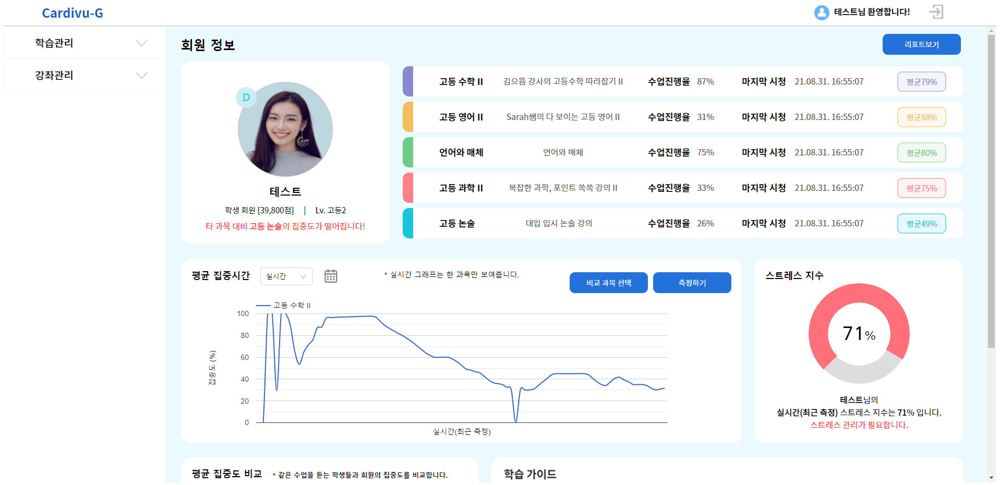 Cardivu-G
테스트님 환영합니다!
학습관리
강좌관리
회원 정보
리포트보기
D
테스트
학생 회원 [39,800점] | Lv. 고등2
타 과목 대비 고등 논술의 집중도가 떨어집니다!
고등 수학 II 김으뜸 강사의 고등수학 따라잡기 II 수업진행율 87% 마지막 시청 21.08.31. 16:55:07 평균79%
고등 영어 II Sarah쌤의 다 보이는 고등 영어 II 수업진행율 31% 마지막 시청 21.08.31. 16:55:07 평균88%
언어와 매체 언어와 매체 수업진행율 75% 마지막 시청 21.08.31. 16:55:07 평균80%
고등 과학 II 복잡한 과학, 포인트 쏙쏙 강의 II 수업진행율 33% 마지막 시청 21.08.31. 16:55:07 평균75%
고등 논술 대입 입시 논술 강의 수업진행율 26% 마지막 시청 21.08.31. 16:55:07 평균49%
평균 집중시간 실시간 * 실시간 그래프는 한 과목만 보여줍니다.
비교 과목 선택 측정하기
고등 수학 II
100
80
60
40
20
0
집중도 (%)
실시간(최근 측정)
스트레스 지수
71%
테스트님의
실시간(최근 측정) 스트레스 지수는 71% 입니다.
스트레스 관리가 필요합니다.
평균 집중도 비교 * 같은 수업을 듣는 학생들과 회원의 집중도를 비교합니다.
학습 가이드